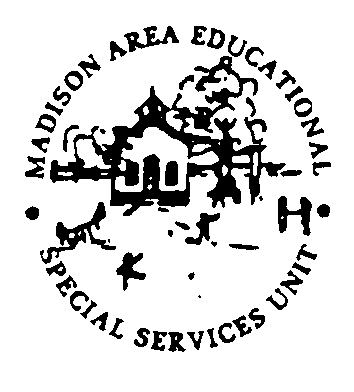 MADISON AREA EDUCATIONAL
SPECIAL SERVICES UNIT